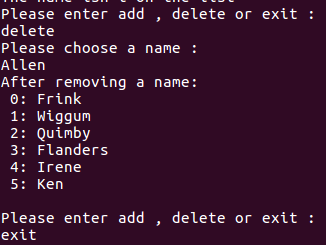 The name isn't on the list
Please enter add , delete or exit :
delete
Please choose a name :
Allen
After removing a name:
0: Frink
1: Wiggum
2: Quimby
3: Flanders
4: Irene
5: Ken
Please enter add , delete or exit :
exit